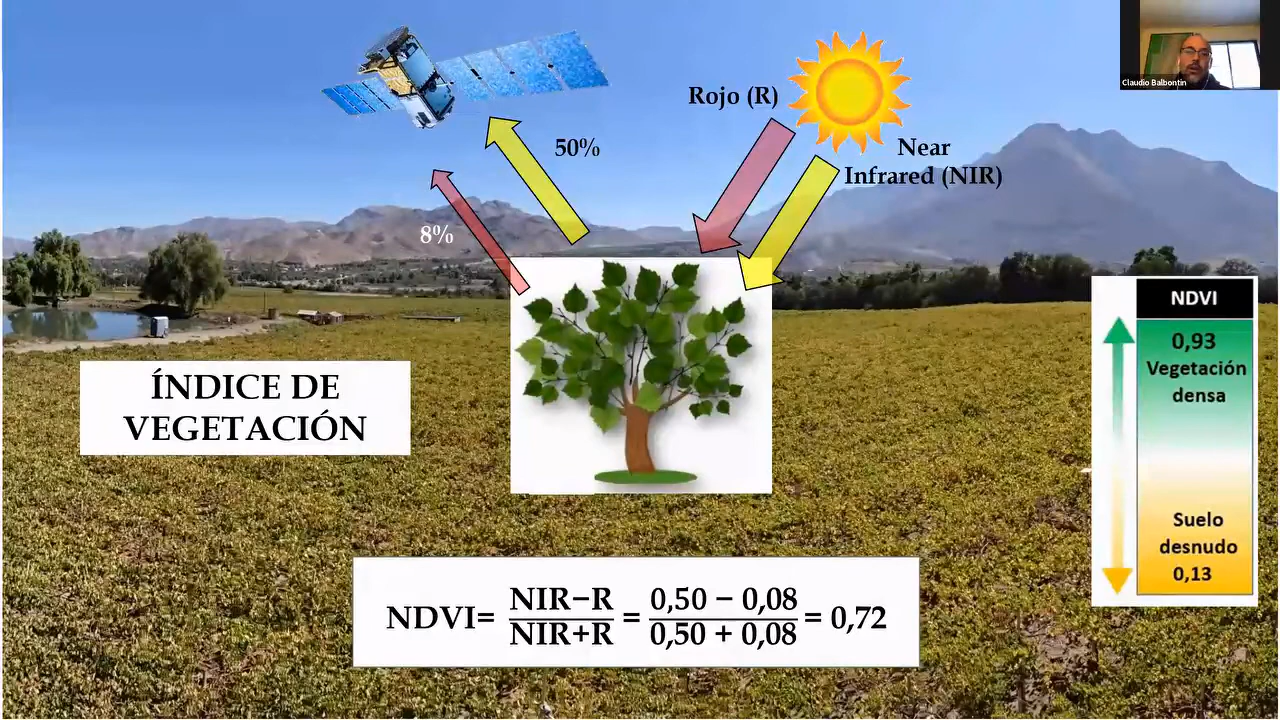 Claudio Balbontin
Rojo (R)
Near
Infrared (NIR)
50%
8%
ÍNDICE DE
VEGETACIÓN
NDVI
0,93
Vegetación
densa
Suelo
desnudo
0,13
NDVI= NIR−R / NIR+R = 0,50 − 0,08 / 0,50 + 0,08 = 0,72